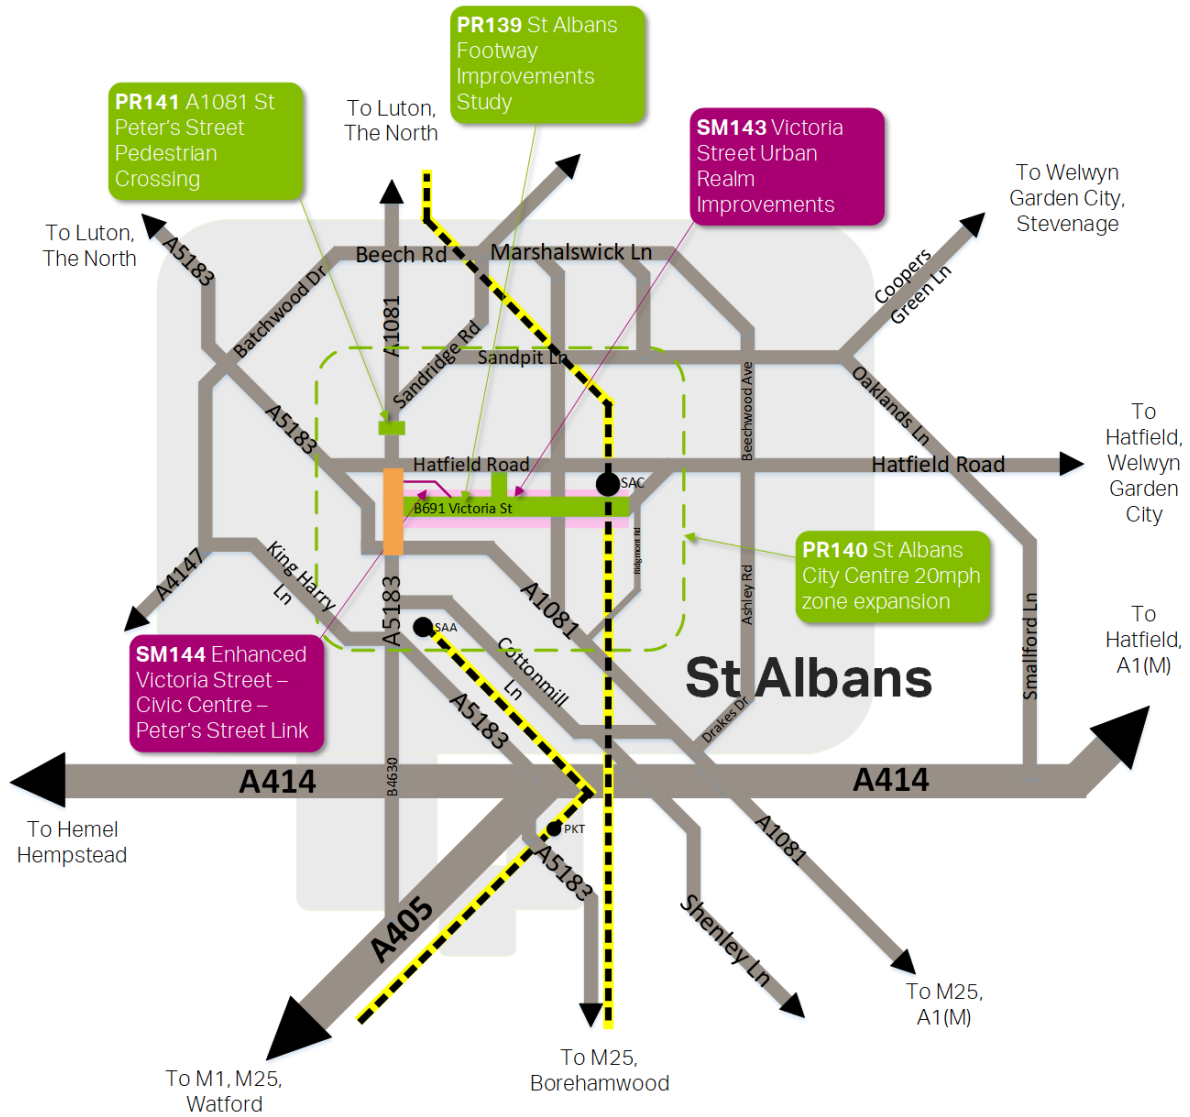 PR139 St Albans
Footway
Improvements
Study
PR141 A1081 St
Peter's Street
Pedestrian
Crossing
To Luton,
The North
SM143 Victoria
Street Urban
Realm
Improvements
To Welwyn
Garden City,
Stevenage
To Luton,
The North
A5183
Batchwood Dr
Beech Rd
Marshalswick Ln
Coopers
Green Ln
A1081
Sandridge Rd
Sandpit Ln
Beechwood Ave
Oaklands Ln
A5183
To
Hatfield,
Welwyn
Garden
City
Hatfield Road
Hatfield Road
SAC
B691 Victoria St
Ridgmont Rd
PR140 St Albans
City Centre 20mph
zone expansion
A4147
King Harry
Ln
A5183
A1081
Ashley Rd
Smallford Ln
To
Hatfield,
A1(M)
SAA
SM144 Enhanced
Victoria Street –
Civic Centre –
Peter's Street Link
Cottonmill
Ln
St Albans
A5183
Drakes Dr
A414
B4630
A414
To Hemel
Hempstead
PKT
A1081
A5183
A405
Shenley Ln
To M25,
A1(M)
To M25,
Borehamwood
To M1, M25,
Watford